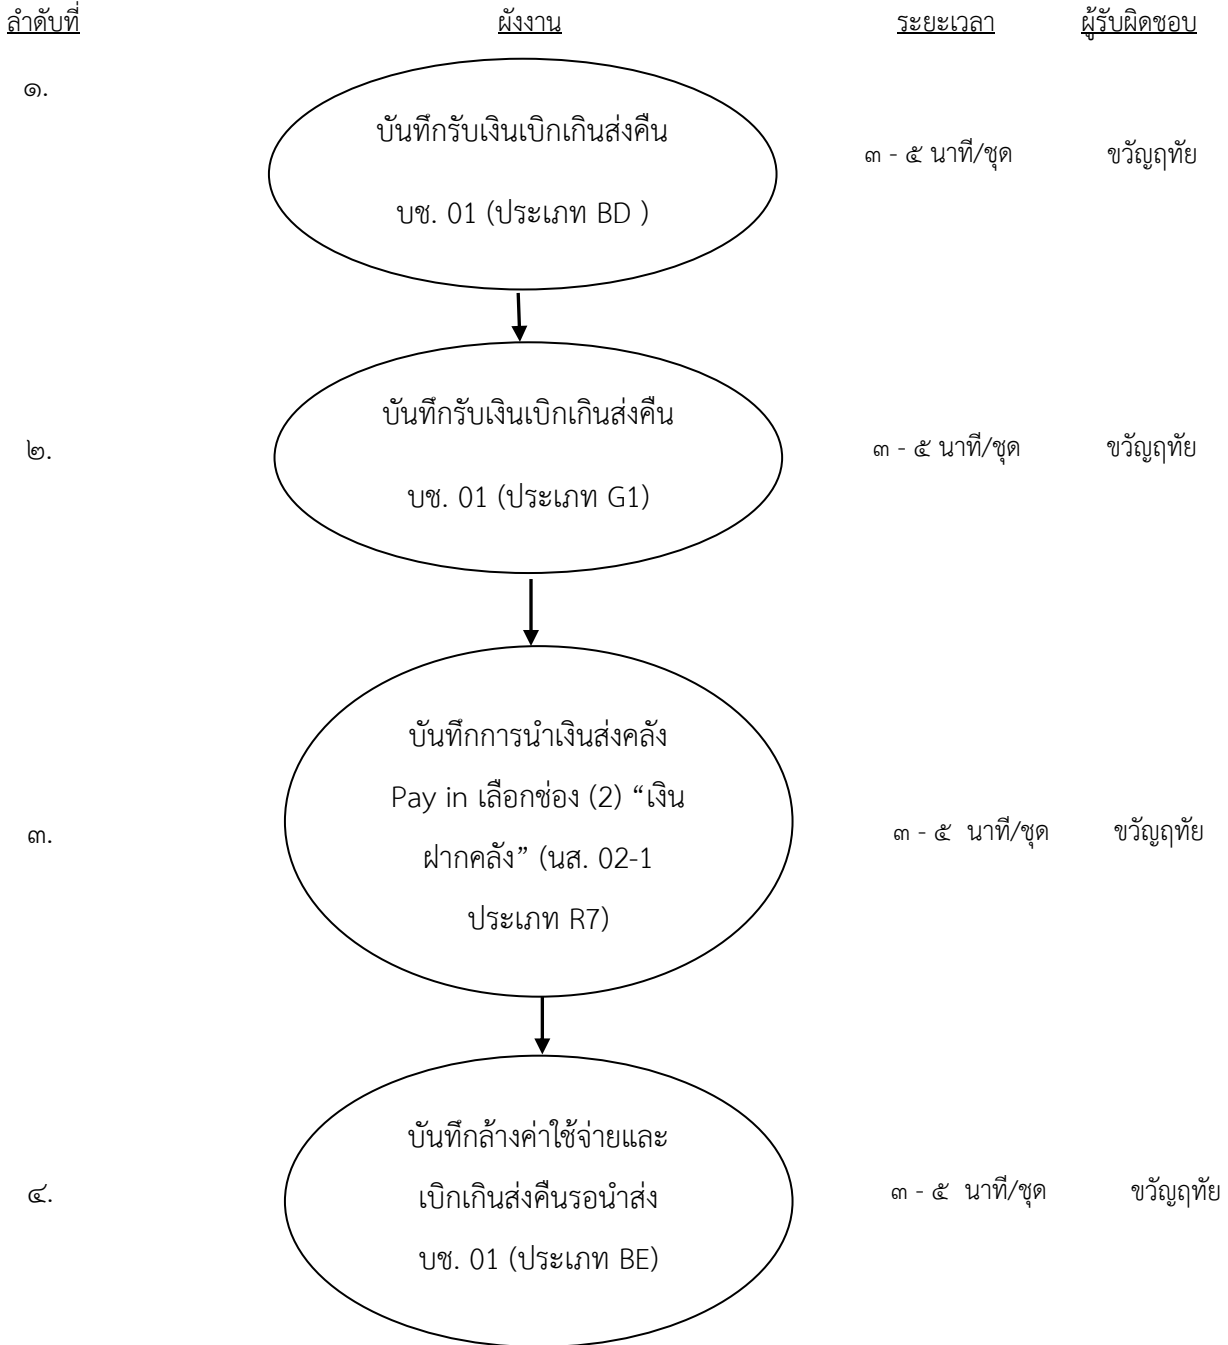 ลำดับที่ ผังงาน ระยะเวลา ผู้รับผิดชอบ
๑.
บันทึกรับเงินเบิกเกินส่งคืน
บช. 01 (ประเภท BD )
๓ - ๕ นาที/ชุด ขวัญฤทัย
๒.
บันทึกรับเงินเบิกเกินส่งคืน
บช. 01 (ประเภท G1)
๓ - ๕ นาที/ชุด ขวัญฤทัย
๓.
บันทึกการนำเงินส่งคลัง
Pay in เลือกช่อง (2) “เงิน
ฝากคลัง” (นส. 02-1
ประเภท R7)
๓ - ๕ นาที/ชุด ขวัญฤทัย
๔.
บันทึกล้างค่าใช้จ่ายและ
เบิกเกินส่งคืนรอนำส่ง
บช. 01 (ประเภท BE)
๓ - ๕ นาที/ชุด ขวัญฤทัย